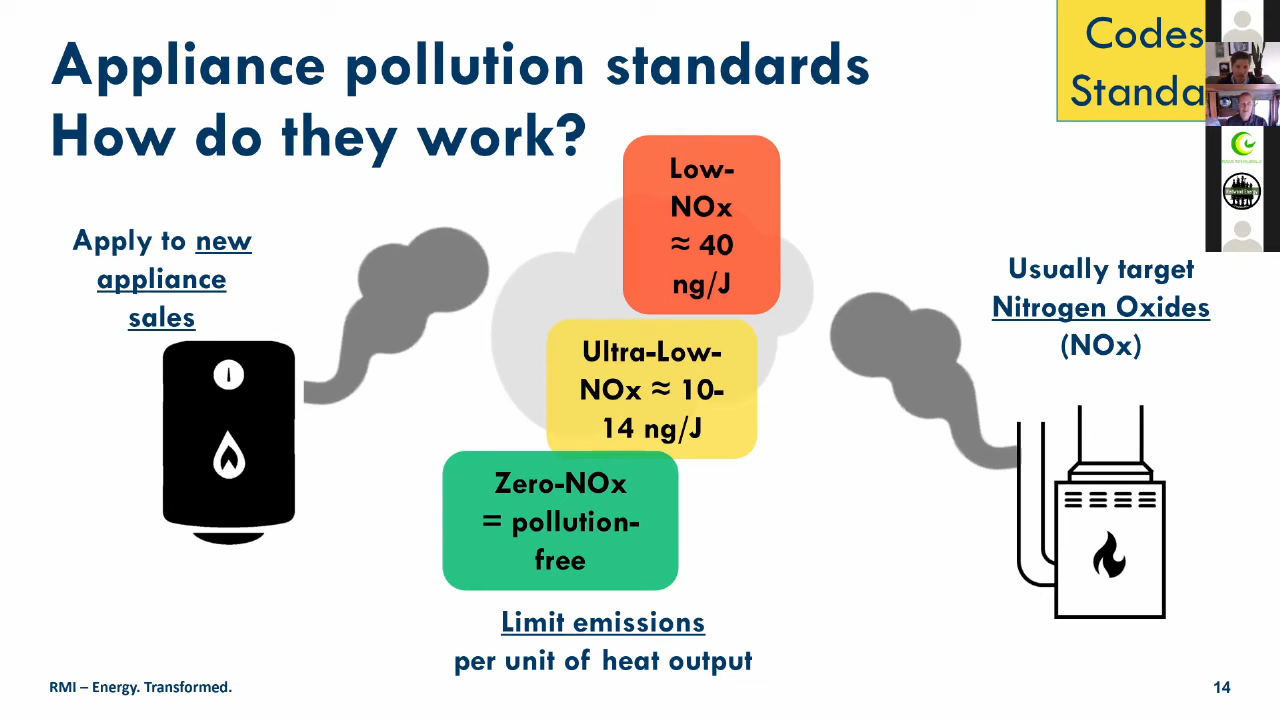 Appliance pollution standards
How do they work?
Codes
Standa
Low-
NOx
≈ 40
ng/J
Apply to new
appliance
sales
Usually target
Nitrogen Oxides
(NOx)
Ultra-Low-
NOx ≈ 10-
14 ng/J
Zero-NOx
= pollution-
free
Limit emissions
per unit of heat output
RMI – Energy. Transformed.
14
Redwood Energy